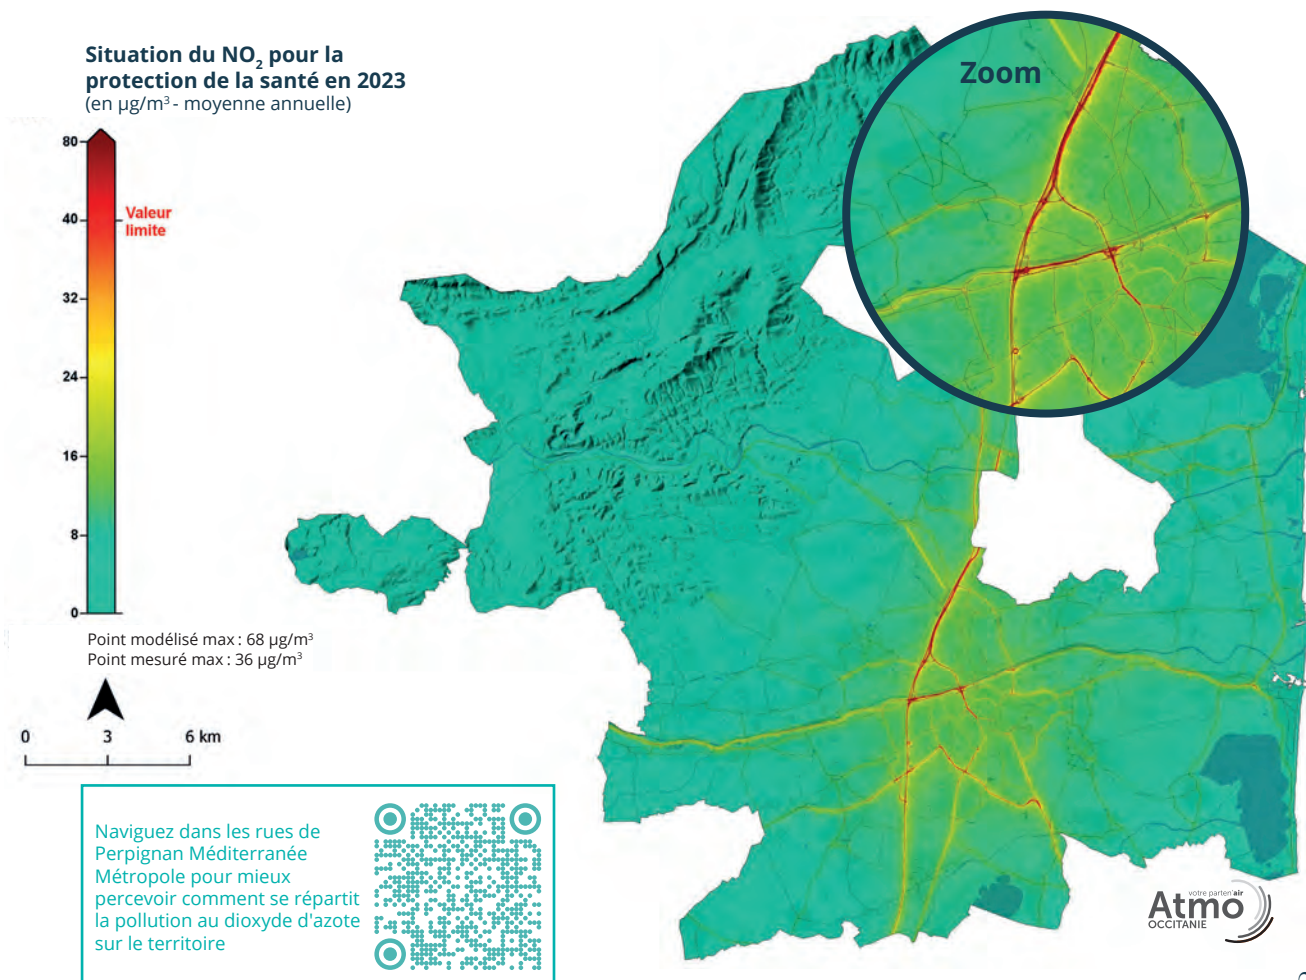 Situation du NO₂ pour la
protection de la santé en 2023
(en µg/m³ - moyenne annuelle)
Zoom
80
40
Valeur
limite
32
24
16
8
0
Point modélisé max : 68 µg/m³
Point mesuré max : 36 µg/m³
0 3 6 km
Naviguez dans les rues de
Perpignan Méditerranée
Métropole pour mieux
percevoir comment se répartit
la pollution au dioxyde d'azote
sur le territoire
votre parten'air
Atmo
OCCITANIE